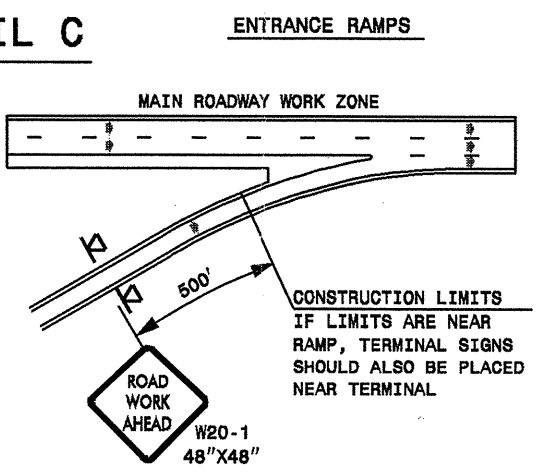 IL C
ENTRANCE RAMPS
MAIN ROADWAY WORK ZONE
500'
CONSTRUCTION LIMITS
IF LIMITS ARE NEAR
RAMP, TERMINAL SIGNS
SHOULD ALSO BE PLACED
NEAR TERMINAL
ROAD
WORK
AHEAD
W20-1
48"X48"